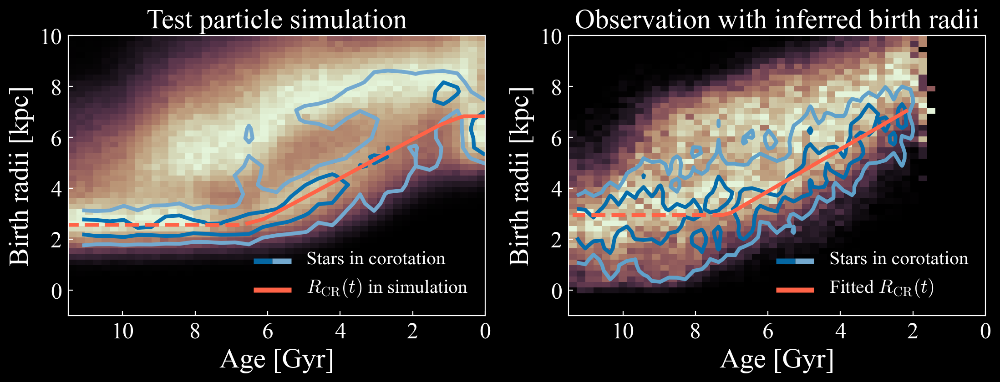 Test particle simulation
Birth radii [kpc]
10
8
6
4
2
0
Stars in corotation
R_CR(t) in simulation
10 8 6 4 2 0
Age [Gyr]
Observation with inferred birth radii
Birth radii [kpc]
10
8
6
4
2
0
Stars in corotation
Fitted R_CR(t)
10 8 6 4 2 0
Age [Gyr]